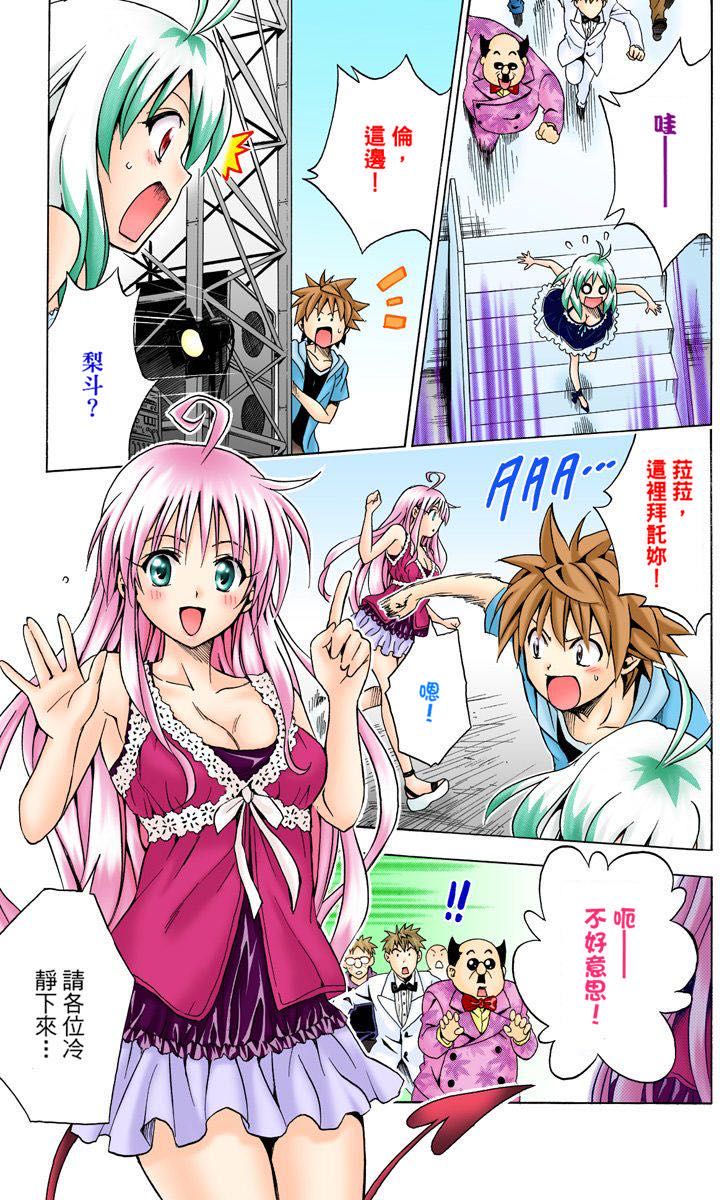 哇——
倫，
這邊！
梨斗？
菈菈，
這裡拜託妳！
嗯！
呃——
不好意思！
!!
請各位冷
靜下來…